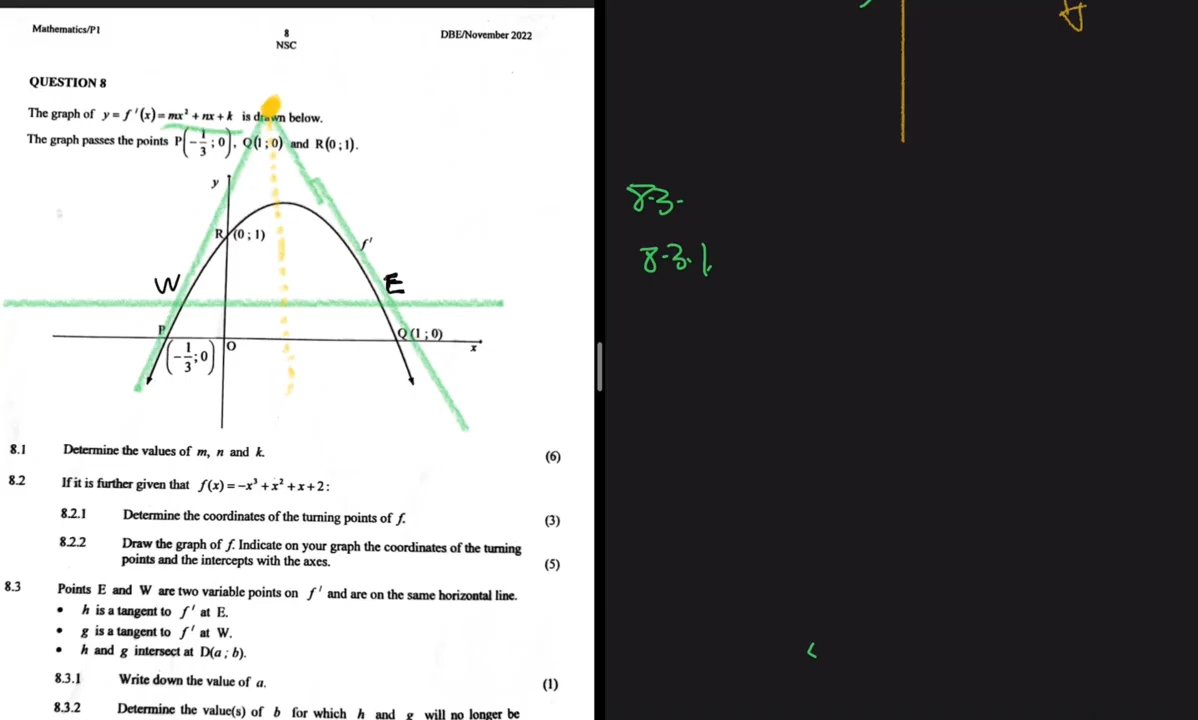 Mathematics/P1
8
NSC
DBE/November 2022
QUESTION 8
The graph of y = f '(x) = mx² + nx + k is drawn below.
The graph passes the points P(-1/3 ; 0), Q(1 ; 0) and R(0 ; 1).
y
R (0 ; 1)
f '
W
E
P
Q (1 ; 0)
(-1/3 ; 0)
O
x
8.1 Determine the values of m, n and k. (6)
8.2 If it is further given that f(x) = -x³ + x² + x + 2:
8.2.1 Determine the coordinates of the turning points of f. (3)
8.2.2 Draw the graph of f. Indicate on your graph the coordinates of the turning
points and the intercepts with the axes. (5)
8.3 Points E and W are two variable points on f ' and are on the same horizontal line.
• h is a tangent to f ' at E.
• g is a tangent to f ' at W.
• h and g intersect at D(a ; b).
8.3.1 Write down the value of a. (1)
8.3.2 Determine the value(s) of b for which h and g will no longer be
8.3.
8.3.1.